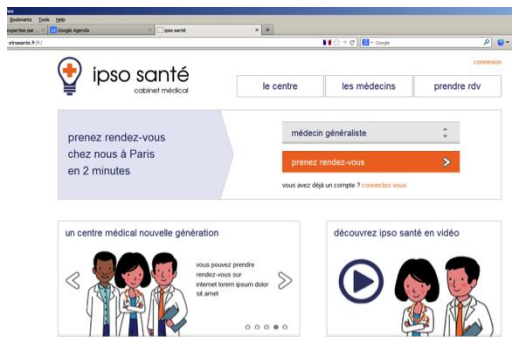 Bookmarks Tools Help
expertise par ...
Google Agenda
ipso santé
Google
connexion
ipso santé
cabinet médical
le centre
les médecins
prendre rdv
prenez rendez-vous
chez nous à Paris
en 2 minutes
médecin généraliste
prenez rendez-vous
vous avez déjà un compte ? connectez-vous
un centre médical nouvelle génération
vous pouvez prendre
rendez-vous sur
internet lorem ipsum delor
sit amet
découvrez ipso santé en vidéo